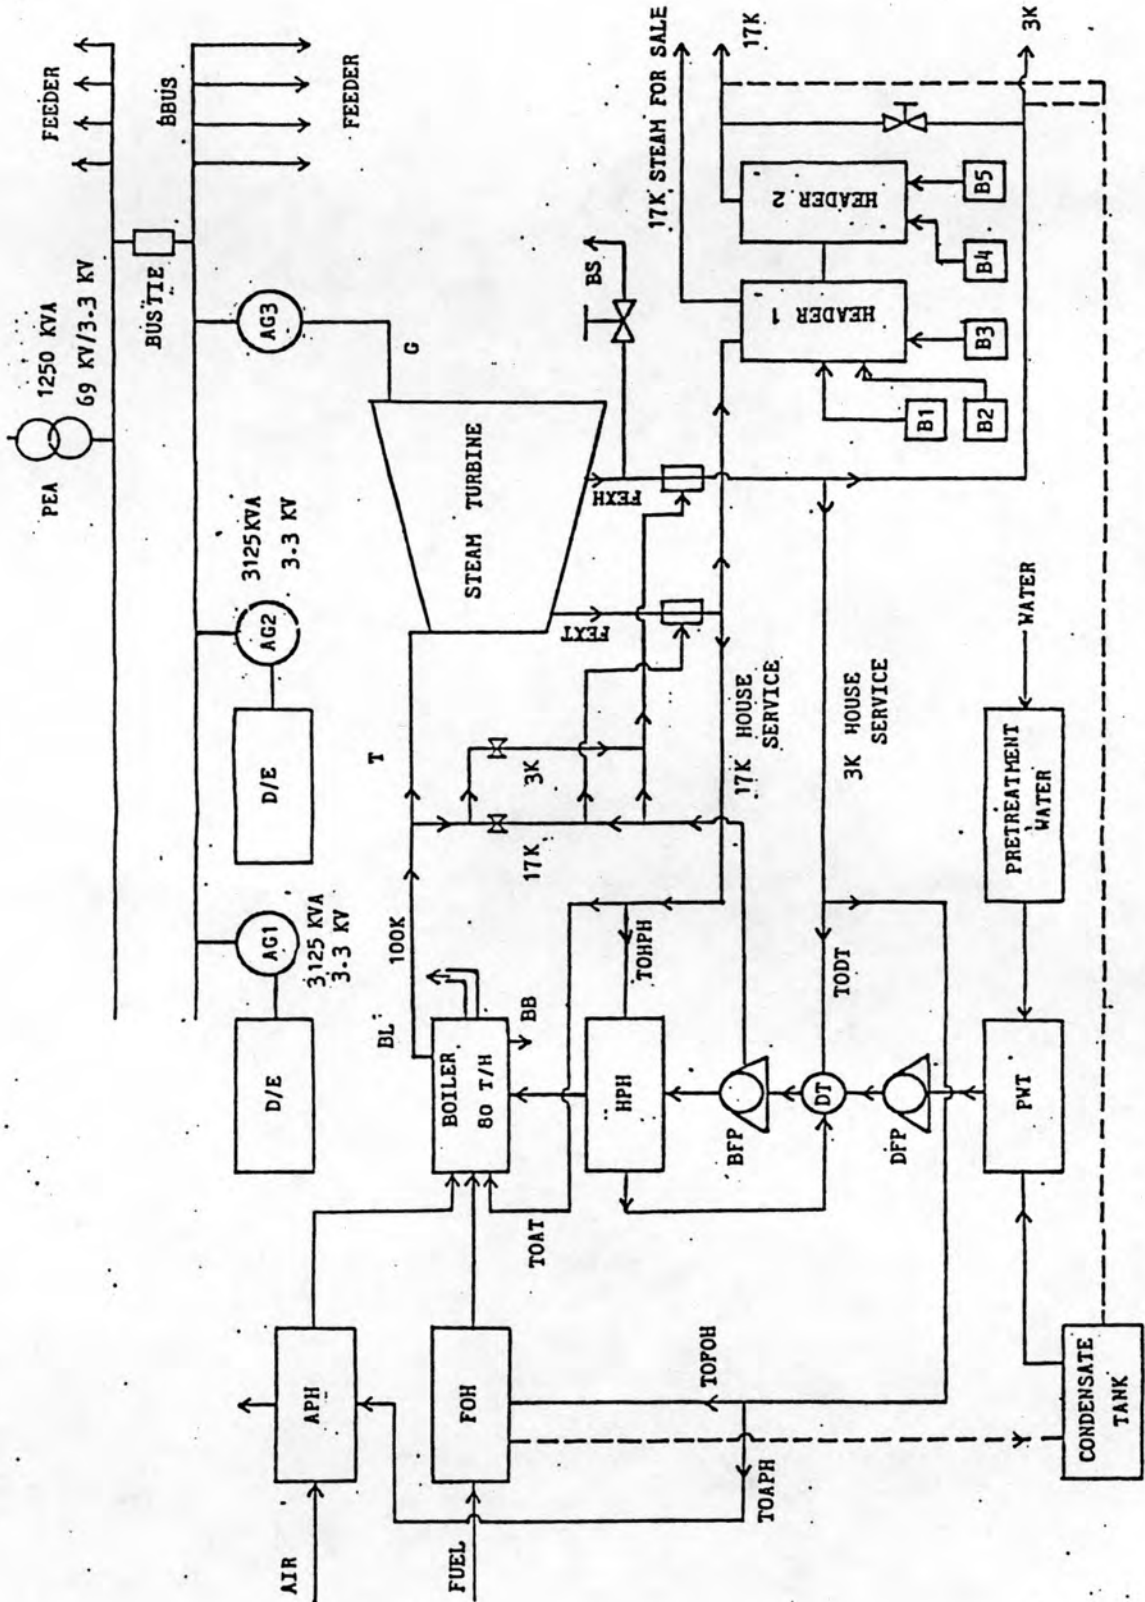 AIR
FUEL
APH
FOH
TOAPH
TOFOH
CONDENSATE
TANK
D/E
AG1
3125 KVA
3.3 KV
D/E
AG2
3125KVA
3.3 KV
PEA
1250 KVA
69 KV/3.3 KV
BUS TIE
AG3
FEEDER
BBUS
FEEDER
BL
100K
T
G
BOILER
80 T/H
BB
TOAT
HPH
TOHPH
17K
3K
STEAM TURBINE
FEXT
FEXH
BS
17K STEAM FOR SALE
17K
3K
HEADER 1
HEADER 2
B1
B2
B3
B4
B5
17K HOUSE
SERVICE
3K HOUSE
SERVICE
BFP
DT
TODT
DFP
PWT
PRETREATMENT
WATER
WATER